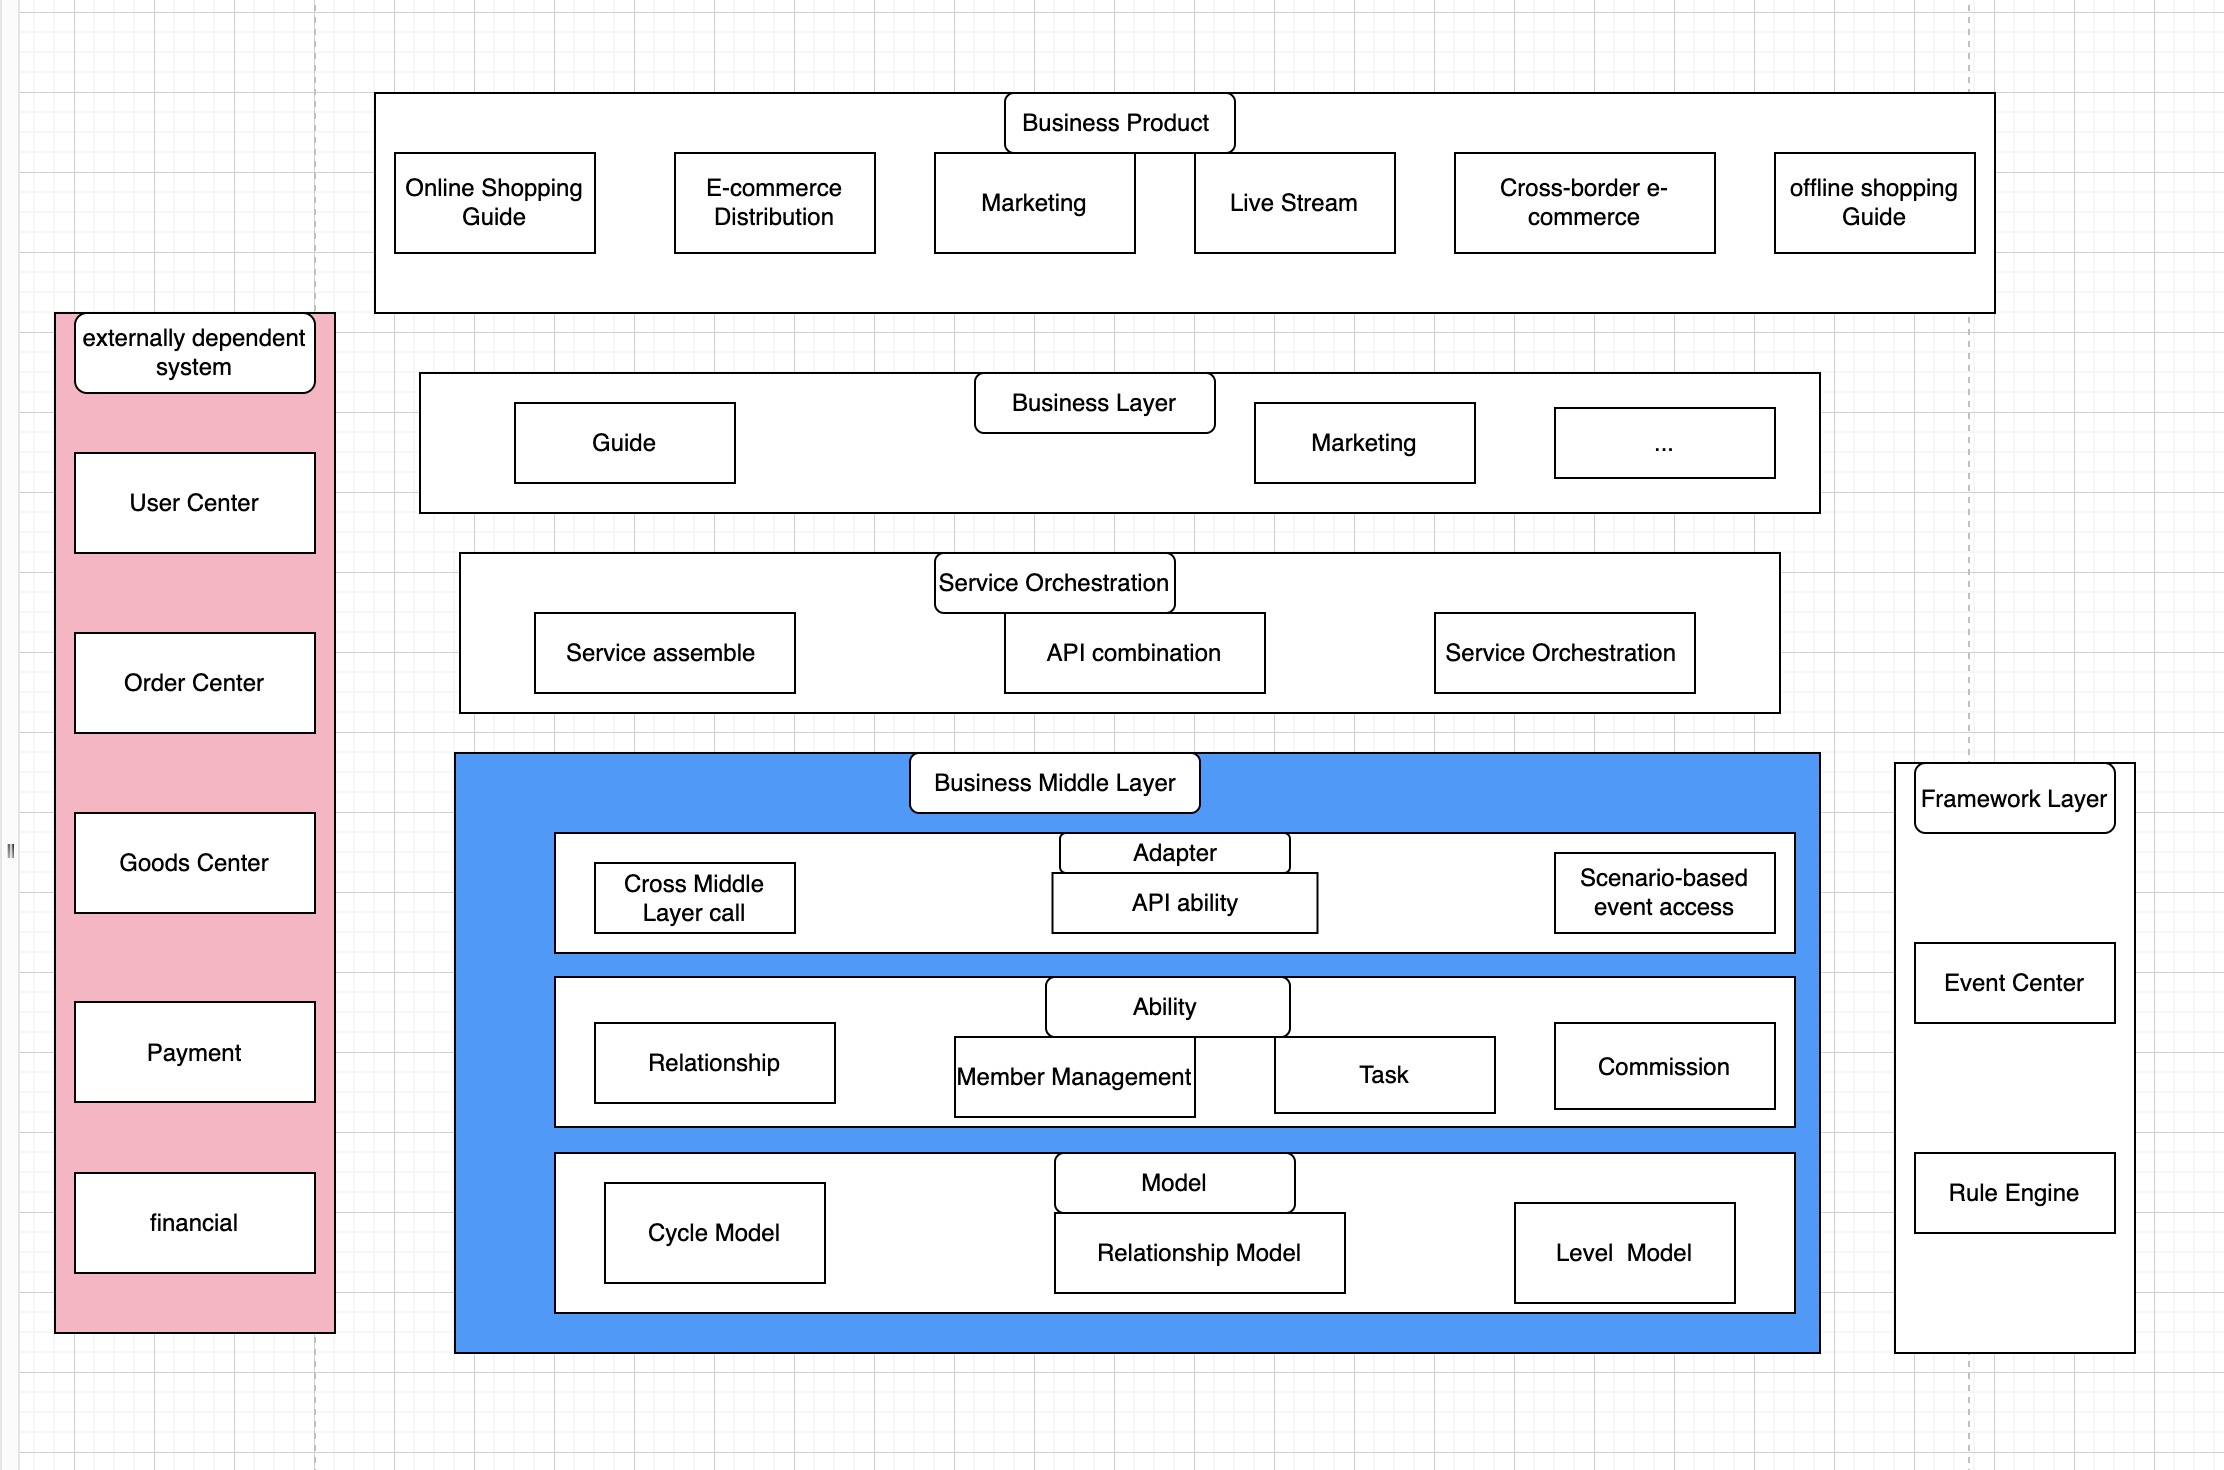 Business Product
Online Shopping
Guide
E-commerce
Distribution
Marketing
Live Stream
Cross-border e-
commerce
offline shopping
Guide
externally dependent
system
User Center
Order Center
Goods Center
Payment
financial
Business Layer
Guide
Marketing
...
Service Orchestration
Service assemble
API combination
Service Orchestration
Business Middle Layer
Adapter
Cross Middle
Layer call
API ability
Scenario-based
event access
Ability
Relationship
Member Management
Task
Commission
Model
Cycle Model
Relationship Model
Level  Model
Framework Layer
Event Center
Rule Engine